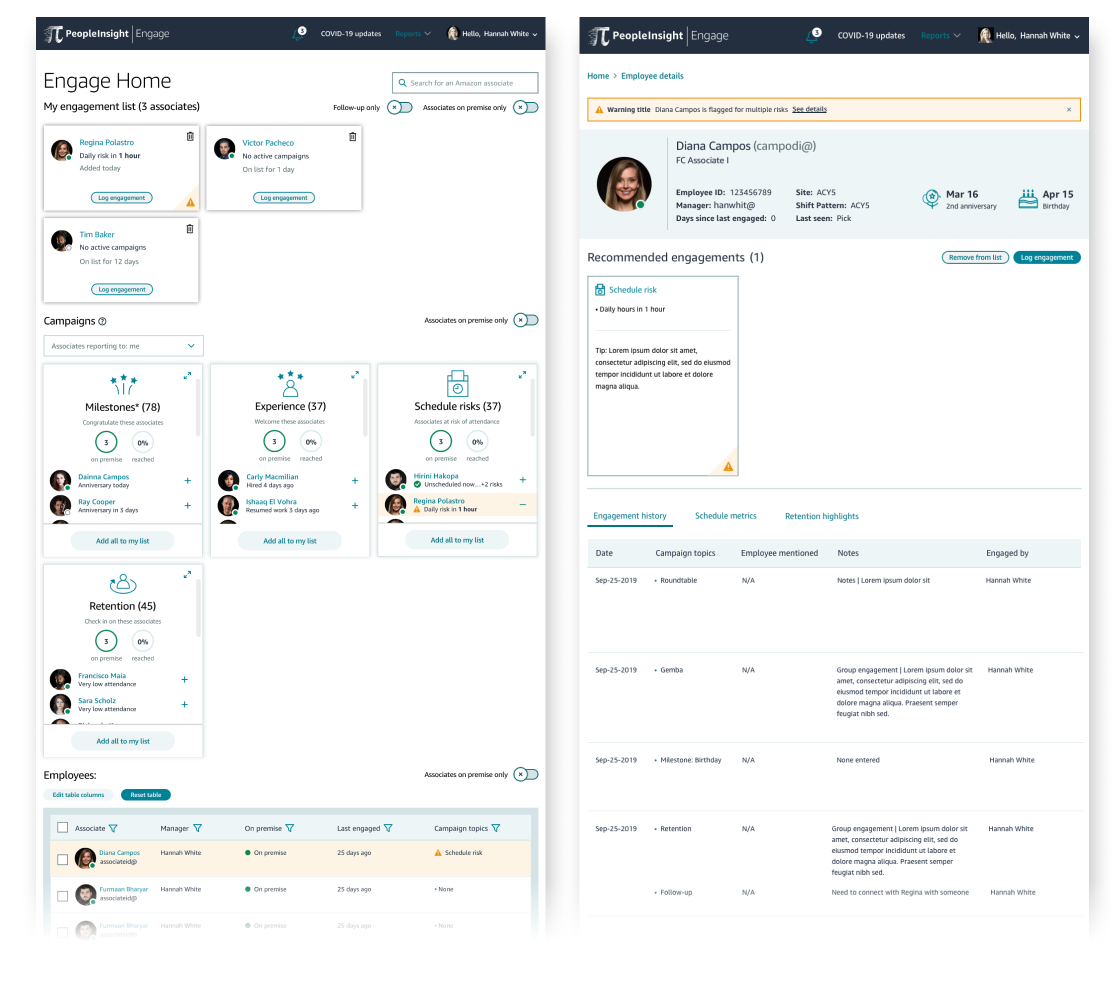 PeopleInsight Engage
3
COVID-19 updates
Reports
Hello, Hannah White
Engage Home
Search for an Amazon associate
My engagement list (3 associates)
Follow-up only
Associates on premise only
Regina Polastro
Daily risk in 1 hour
Added today
Log engagement
Victor Pacheco
No active campaigns
On list for 1 day
Log engagement
Tim Baker
No active campaigns
On list for 12 days
Log engagement
Campaigns
Associates on premise only
Associates reporting to: me
Milestones* (78)
Congratulate these associates
3
0%
on premise
reached
Dainna Campos
Anniversary today
Ray Cooper
Anniversary in 3 days
Add all to my list
Experience (37)
Welcome these associates
3
0%
on premise
reached
Carly Macmilian
Hired 4 days ago
Ishaaq El Vohra
Resumed work 3 days ago
Add all to my list
Schedule risks (37)
Associates at risk of attendance
3
0%
on premise
reached
Hirini Hakopa
Unscheduled now...+2 risks
Regina Polastro
Daily risk in 1 hour
Add all to my list
Retention (45)
Check in on these associates
3
0%
on premise
reached
Francisco Maia
Very low attendance
Sara Scholz
Very low attendance
Add all to my list
Employees:
Associates on premise only
Edit table columns
Reset table
Associate
Manager
On premise
Last engaged
Campaign topics
Diana Campos
associateid@
Hannah White
On premise
25 days ago
Schedule risk
Furmaan Bharyar
associateid@
Hannah White
On premise
25 days ago
• None
Furmaan Bharyar
associateid@
Hannah White
On premise
25 days ago
• None
PeopleInsight Engage
3
COVID-19 updates
Reports
Hello, Hannah White
Home > Employee details
Warning title Diana Campos is flagged for multiple risks See details
Diana Campos (campodi@)
FC Associate I
Employee ID: 123456789
Manager: hanwhit@
Days since last engaged: 0
Site: ACY5
Shift Pattern: ACY5
Last seen: Pick
Mar 16
2nd anniversary
Apr 15
Birthday
Recommended engagements (1)
Remove from list
Log engagement
Schedule risk
• Daily hours in 1 hour
Tip: Lorem ipsum dolor sit amet,
consectetur adipiscing elit, sed do eiusmod
tempor incididunt ut labore et dolore
magna aliqua.
Engagement history
Schedule metrics
Retention highlights
Date
Campaign topics
Employee mentioned
Notes
Engaged by
Sep-25-2019
• Roundtable
N/A
Notes | Lorem ipsum dolor sit
Hannah White
Sep-25-2019
• Gemba
N/A
Group engagement | Lorem ipsum dolor sit
amet, consectetur adipiscing elit, sed do
eiusmod tempor incididunt ut labore et
dolore magna aliqua. Praesent semper
feugiat nibh sed.
Hannah White
Sep-25-2019
• Milestone: Birthday
N/A
None entered
Hannah White
Sep-25-2019
• Retention
N/A
Group engagement | Lorem ipsum dolor sit
amet, consectetur adipiscing elit, sed do
eiusmod tempor incididunt ut labore et
dolore magna aliqua. Praesent semper
feugiat nibh sed.
Hannah White
• Follow-up
N/A
Need to connect with Regina with someone
Hannah White